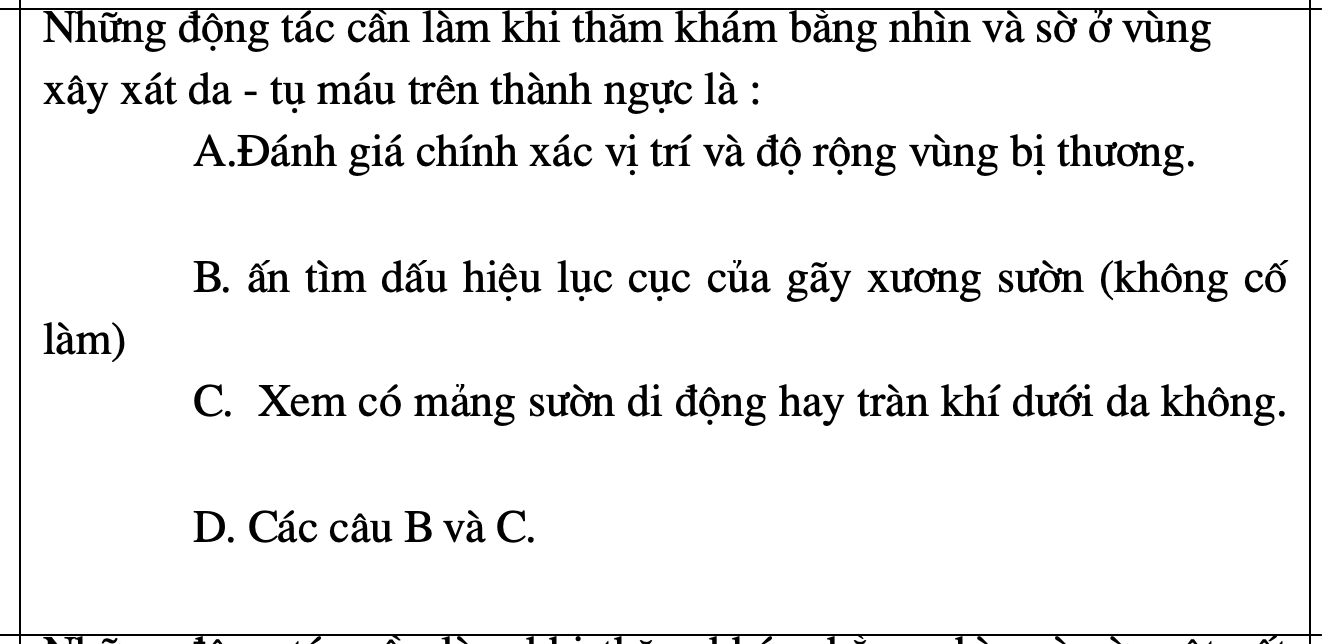 Những động tác cần làm khi thăm khám bằng nhìn và sờ ở vùng
xây xát da - tụ máu trên thành ngực là :
A.Đánh giá chính xác vị trí và độ rộng vùng bị thương.
B. ấn tìm dấu hiệu lục cục của gãy xương sườn (không cố
làm)
C. Xem có mảng sườn di động hay tràn khí dưới da không.
D. Các câu B và C.